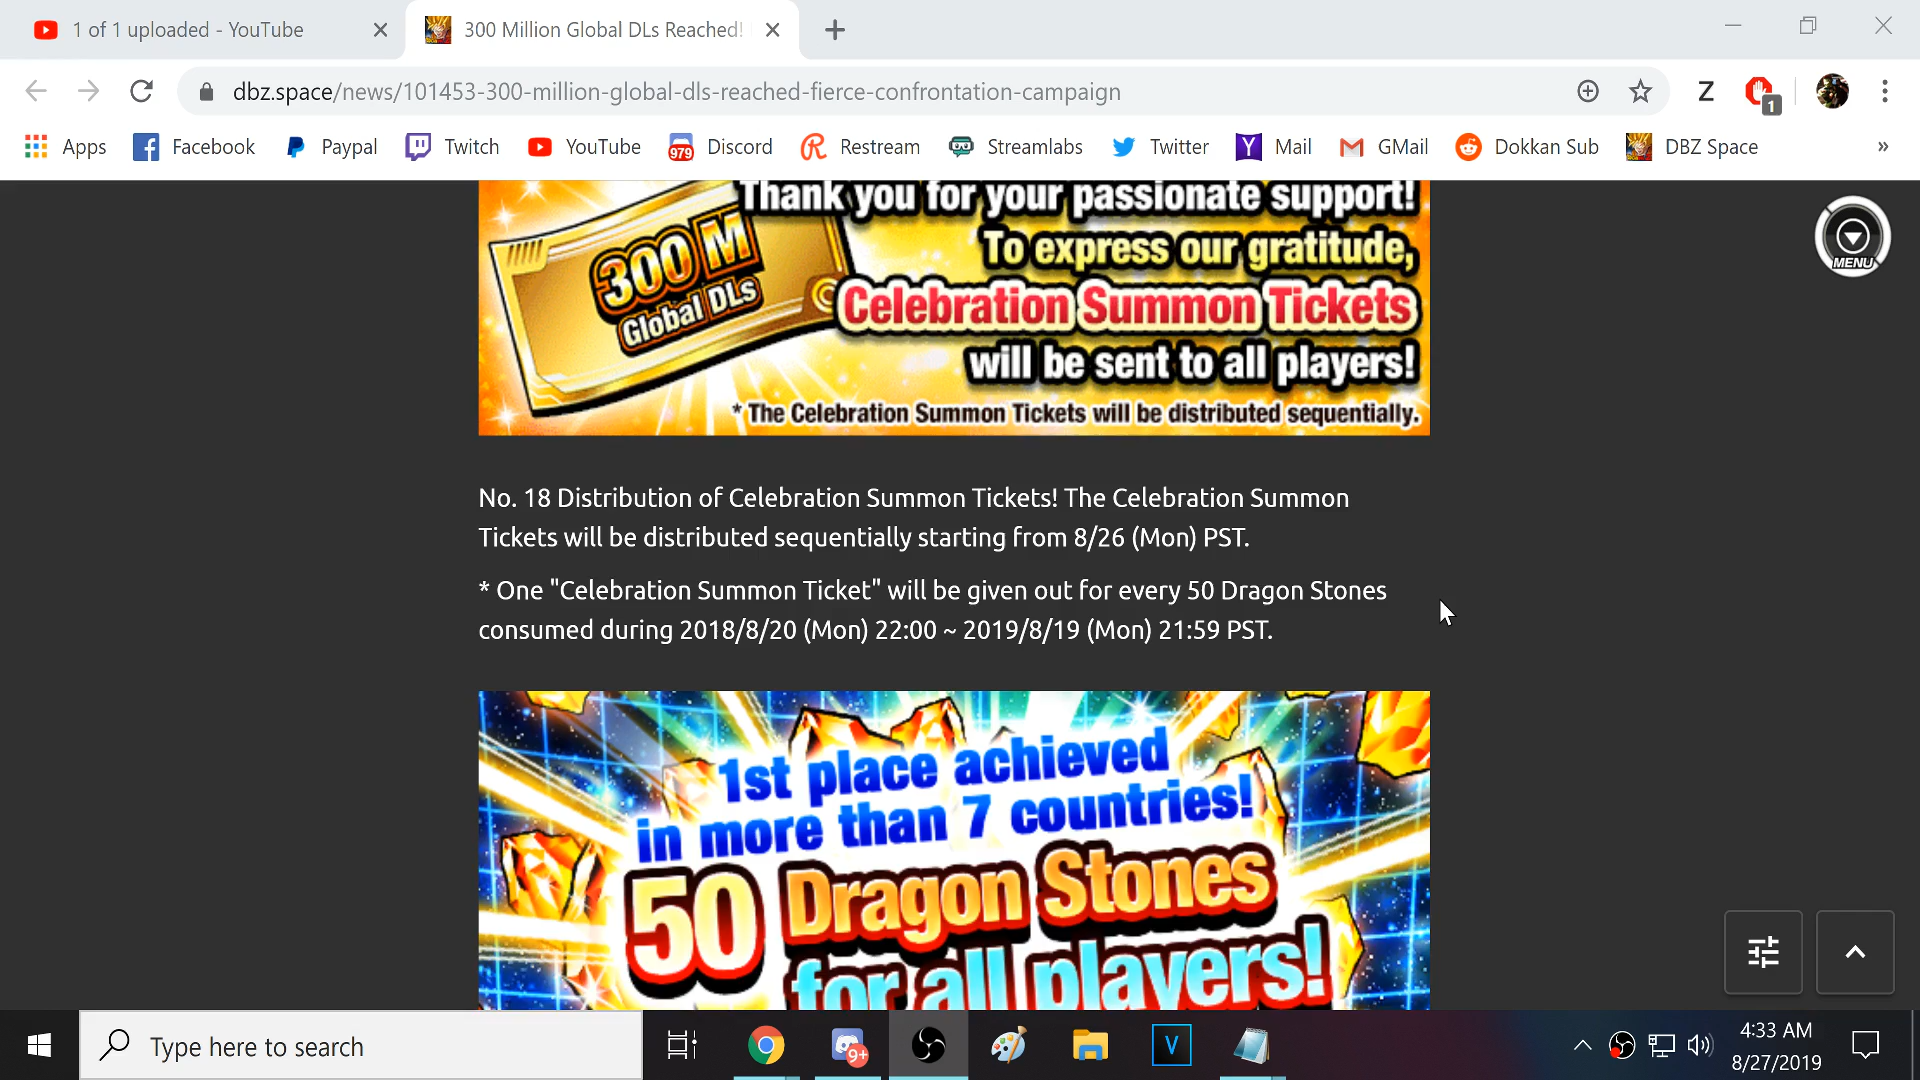 1 of 1 uploaded - YouTube
300 Million Global DLs Reached!
dbz.space/news/101453-300-million-global-dls-reached-fierce-confrontation-campaign
Z
1
Apps
Facebook
Paypal
Twitch
YouTube
979
Discord
Restream
Streamlabs
Twitter
Mail
GMail
Dokkan Sub
DBZ Space
»
MENU
300 M
Global DLs
Thank you for your passionate support!
To express our gratitude,
Celebration Summon Tickets
will be sent to all players!
* The Celebration Summon Tickets will be distributed sequentially.
No. 18 Distribution of Celebration Summon Tickets! The Celebration Summon
Tickets will be distributed sequentially starting from 8/26 (Mon) PST.
* One "Celebration Summon Ticket" will be given out for every 50 Dragon Stones
consumed during 2018/8/20 (Mon) 22:00 ~ 2019/8/19 (Mon) 21:59 PST.
1st place achieved
in more than 7 countries!
50 Dragon Stones
for all players!
Type here to search
9+
V
4:33 AM
8/27/2019